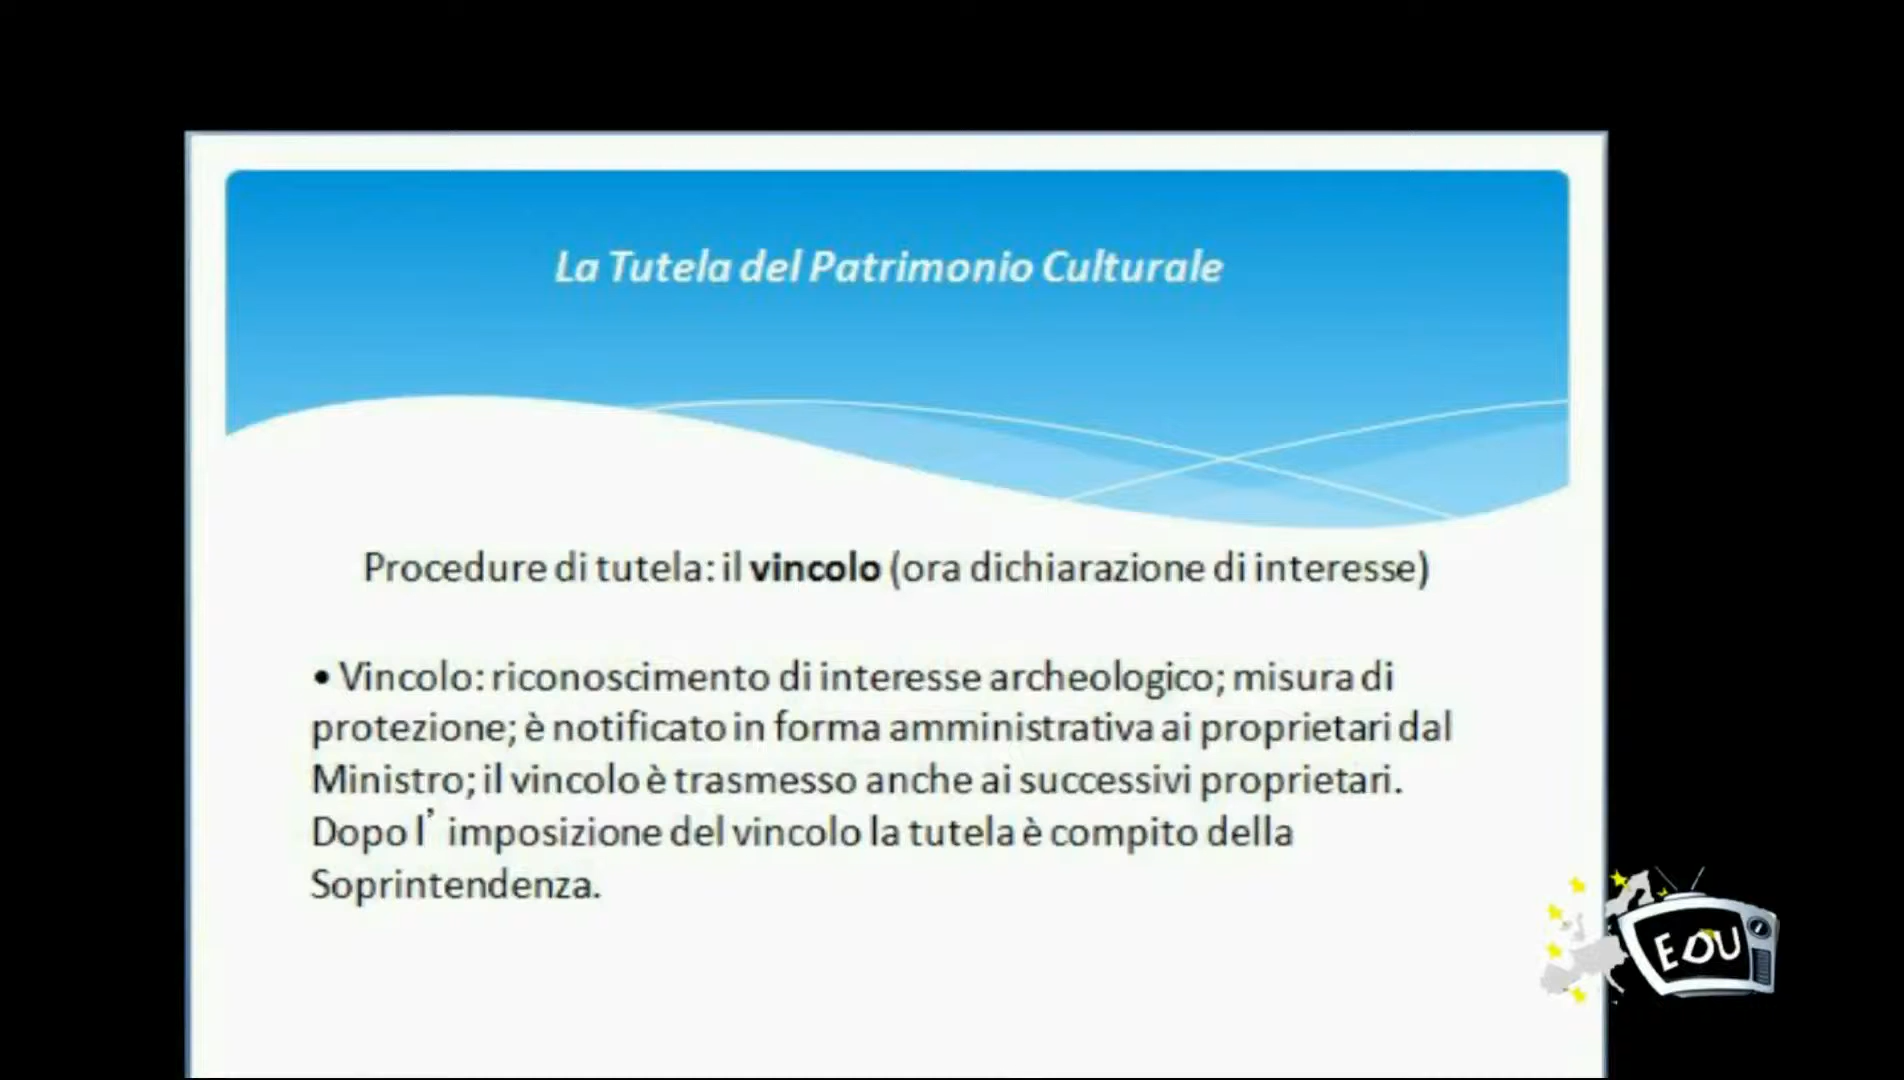 La Tutela del Patrimonio Culturale
Procedure di tutela: il vincolo (ora dichiarazione di interesse)
• Vincolo: riconoscimento di interesse archeologico; misura di
protezione; è notificato in forma amministrativa ai proprietari dal
Ministro; il vincolo è trasmesso anche ai successivi proprietari.
Dopo l’ imposizione del vincolo la tutela è compito della
Soprintendenza.
EDU